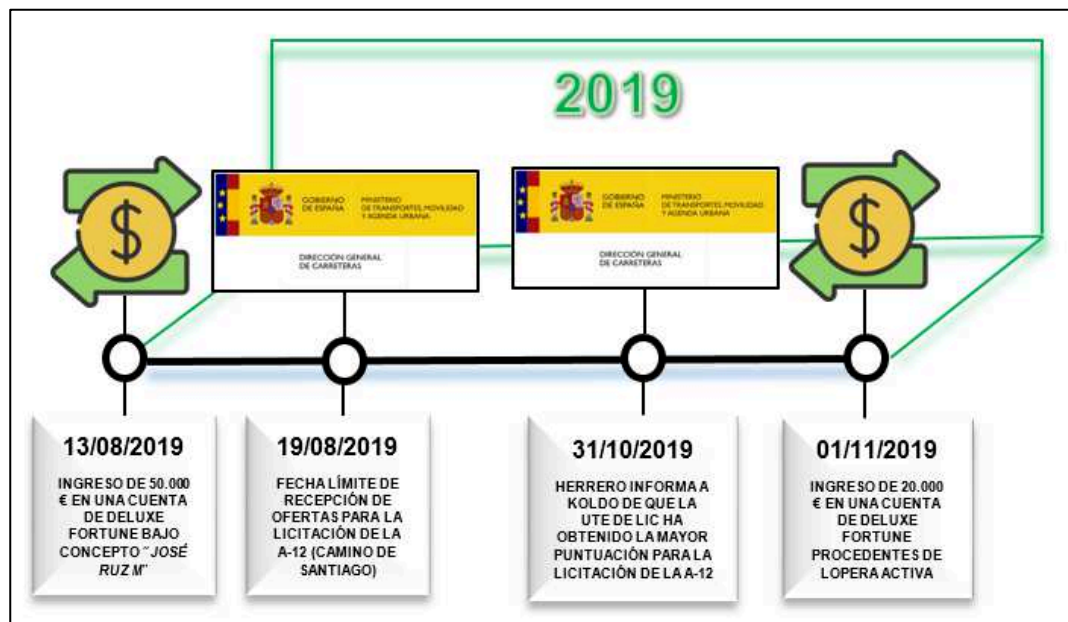 2019
GOBIERNO
DE ESPAÑA
MINISTERIO
DE TRANSPORTES, MOVILIDAD
Y AGENDA URBANA
DIRECCIÓN GENERAL
DE CARRETERAS
GOBIERNO
DE ESPAÑA
MINISTERIO
DE TRANSPORTES, MOVILIDAD
Y AGENDA URBANA
DIRECCIÓN GENERAL
DE CARRETERAS
$
$
13/08/2019
INGRESO DE 50.000
€ EN UNA CUENTA
DE DELUXE
FORTUNE BAJO
CONCEPTO "JOSÉ
RUZ M"
19/08/2019
FECHA LÍMITE DE
RECEPCIÓN DE
OFERTAS PARA LA
LICITACIÓN DE LA
A-12 (CAMINO DE
SANTIAGO)
31/10/2019
HERRERO INFORMA A
KOLDO DE QUE LA
UTE DE LIC HA
OBTENIDO LA MAYOR
PUNTUACIÓN PARA LA
LICITACIÓN DE LA A-12
01/11/2019
INGRESO DE 20.000
€ EN UNA CUENTA
DE DELUXE
FORTUNE
PROCEDENTES DE
LOPERA ACTIVA